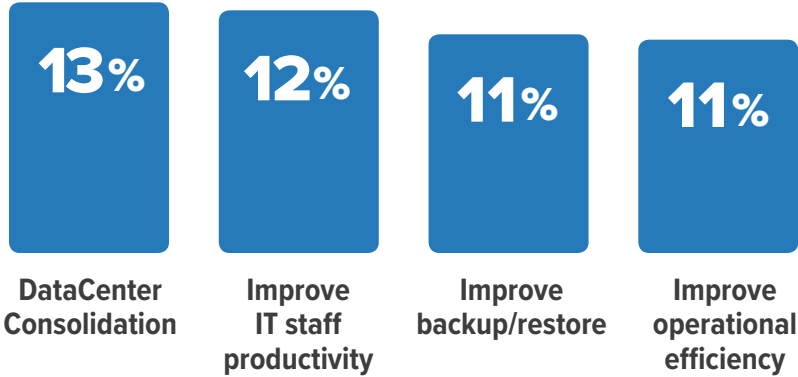 13%
12%
11%
11%
DataCenter
Consolidation
Improve
IT staff
productivity
Improve
backup/restore
Improve
operational
efficiency